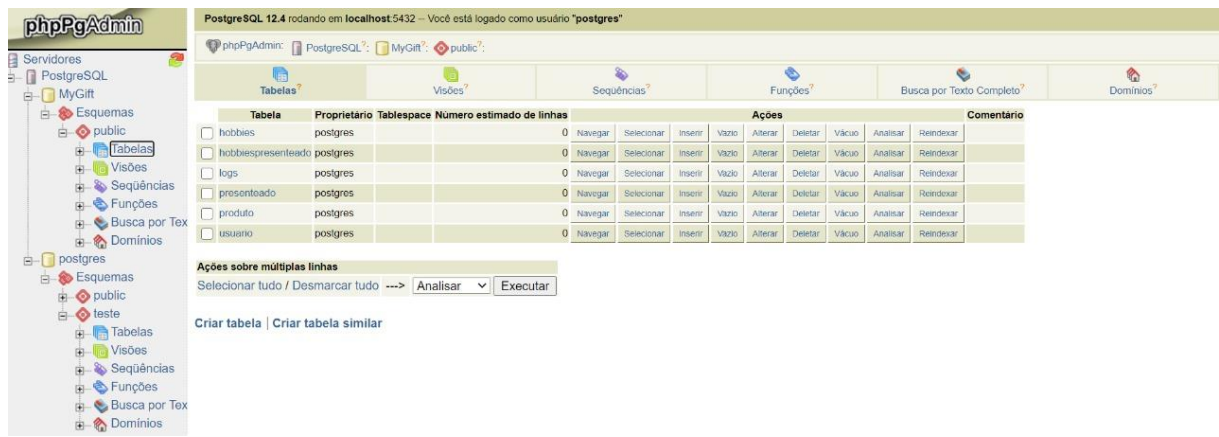 phpPgAdmin
Servidores
PostgreSQL
MyGift
Esquemas
public
Tabelas
Visões
Seqüências
Funções
Busca por Tex
Domínios
postgres
Esquemas
public
teste
Tabelas
Visões
Seqüências
Funções
Busca por Tex
Domínios
PostgreSQL 12.4 rodando em localhost:5432 -- Você está logado como usuário "postgres"
phpPgAdmin: PostgreSQL?: MyGift?: public?:
Tabelas? Visões? Seqüências? Funções? Busca por Texto Completo? Domínios?
Tabela Proprietário Tablespace Número estimado de linhas Ações Comentário
hobbies postgres 0 Navegar Selecionar Inserir Vazio Alterar Deletar Vácuo Analisar Reindexar
hobbiespresenteado postgres 0 Navegar Selecionar Inserir Vazio Alterar Deletar Vácuo Analisar Reindexar
logs postgres 0 Navegar Selecionar Inserir Vazio Alterar Deletar Vácuo Analisar Reindexar
presenteado postgres 0 Navegar Selecionar Inserir Vazio Alterar Deletar Vácuo Analisar Reindexar
produto postgres 0 Navegar Selecionar Inserir Vazio Alterar Deletar Vácuo Analisar Reindexar
usuario postgres 0 Navegar Selecionar Inserir Vazio Alterar Deletar Vácuo Analisar Reindexar
Ações sobre múltiplas linhas
Selecionar tudo / Desmarcar tudo ---> Analisar Executar
Criar tabela | Criar tabela similar